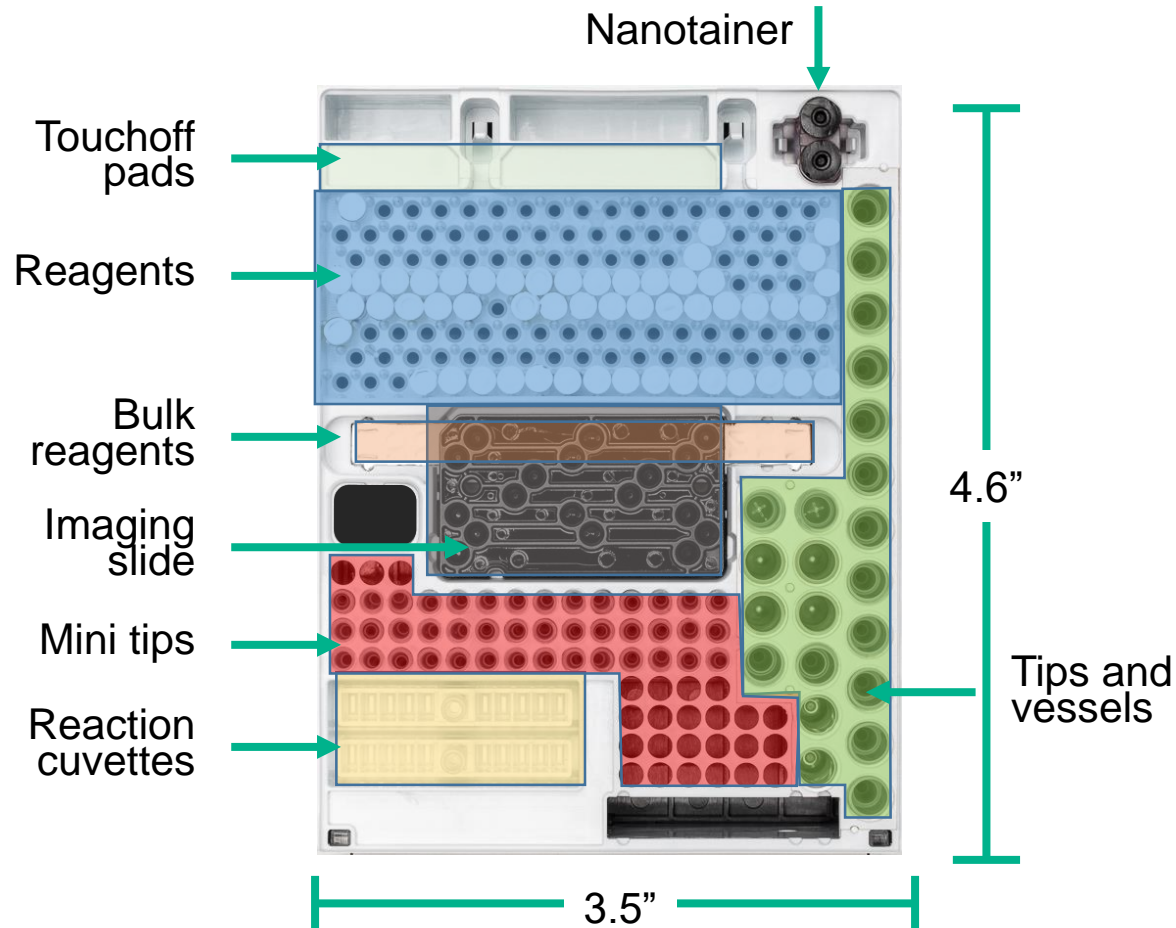 Nanotainer
Touchoff
pads
Reagents
Bulk
reagents
Imaging
slide
Mini tips
Reaction
cuvettes
4.6”
Tips and
vessels
3.5”